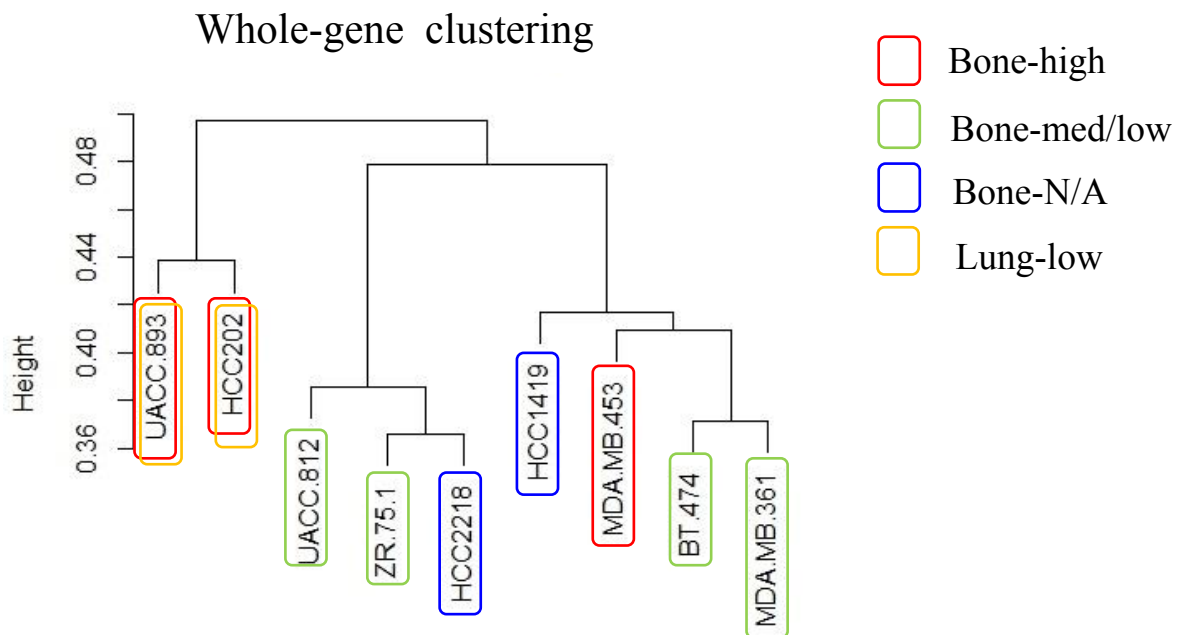 Whole-gene clustering
Bone-high
Bone-med/low
Bone-N/A
Lung-low
Height
0.48
0.44
0.40
0.36
UACC.893
HCC202
UACC.812
ZR.75.1
HCC2218
HCC1419
MDA.MB.453
BT.474
MDA.MB.361